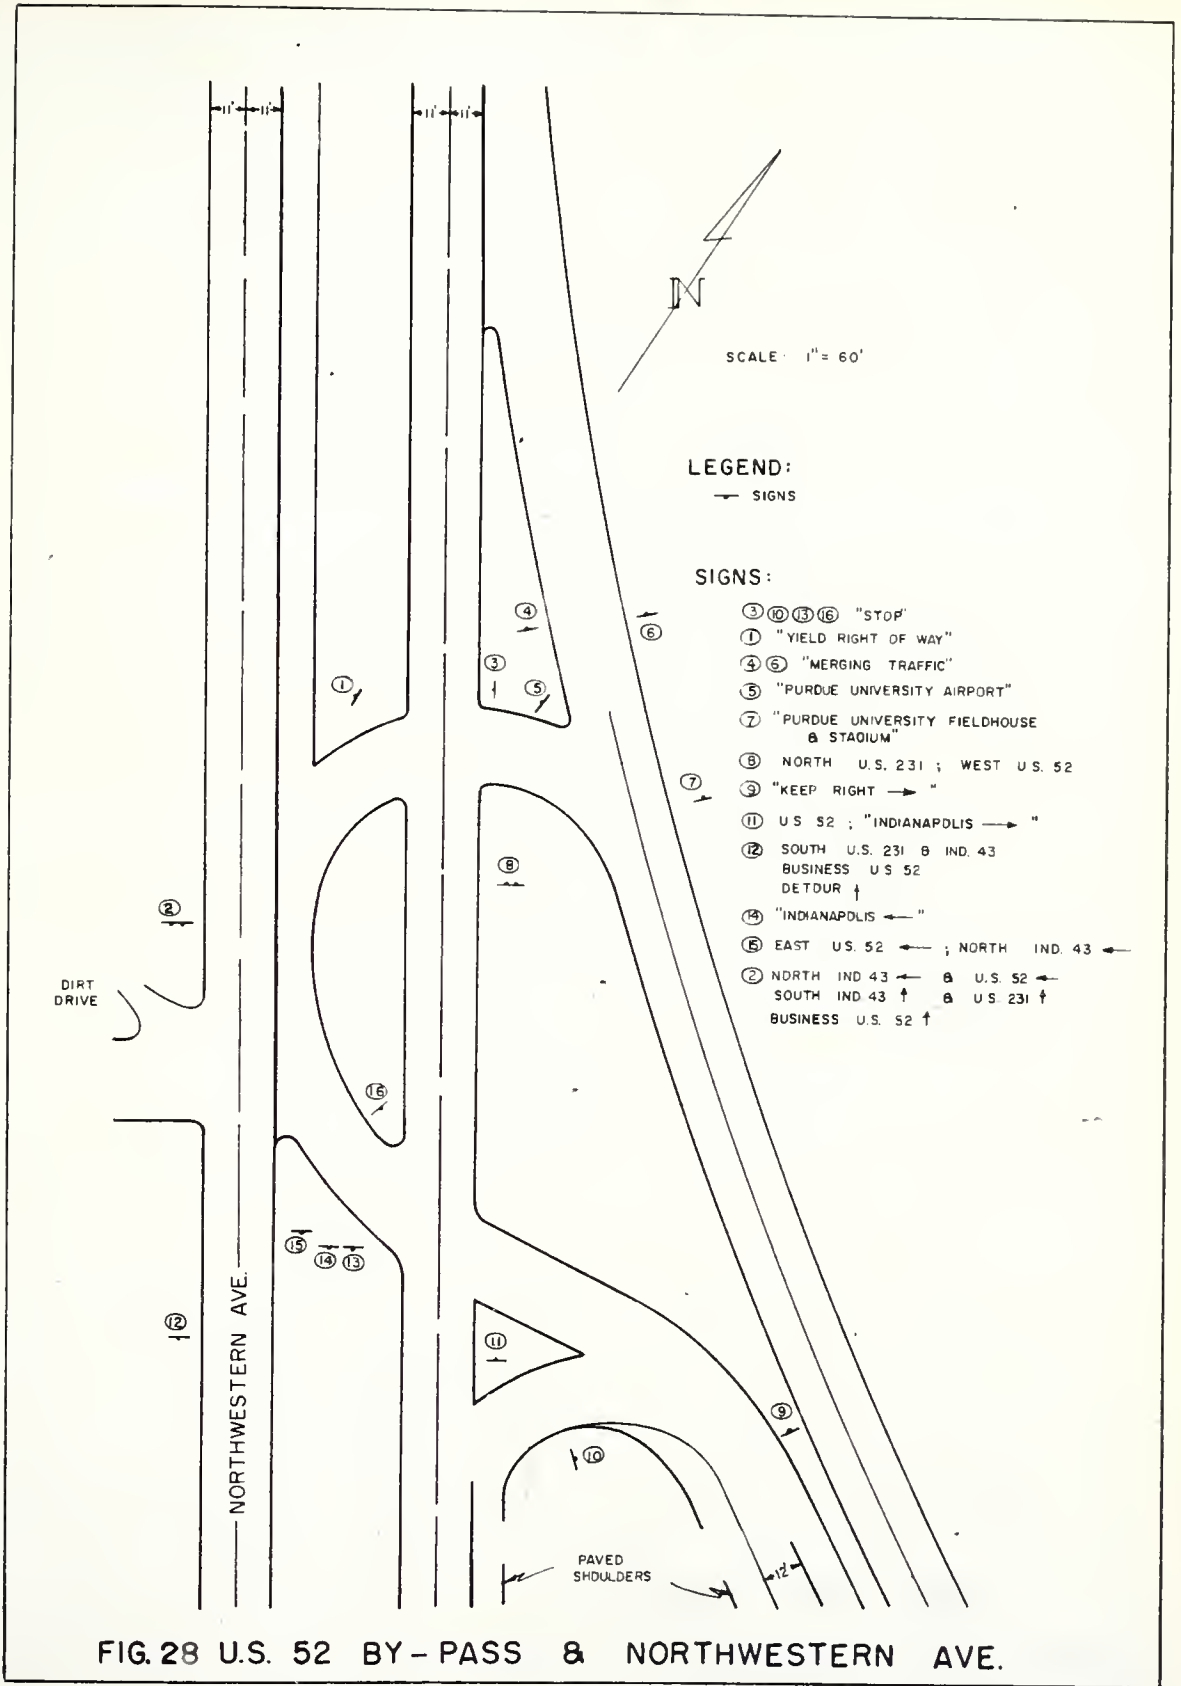 11' 11'
11' 11'
N
SCALE 1" = 60'
LEGEND:
SIGNS
SIGNS:
③ ⑩ ⑬ ⑯ "STOP"
① "YIELD RIGHT OF WAY"
④ ⑥ "MERGING TRAFFIC"
⑤ "PURDUE UNIVERSITY AIRPORT"
⑦ "PURDUE UNIVERSITY FIELDHOUSE
& STADIUM"
⑧ NORTH U.S. 231 ; WEST U.S. 52
⑨ "KEEP RIGHT → "
⑪ US 52 ; "INDIANAPOLIS → "
⑫ SOUTH U.S. 231 & IND. 43
BUSINESS U S 52
DETOUR ↑
⑭ "INDIANAPOLIS ← "
⑮ EAST U.S. 52 ← ; NORTH IND. 43 ←
② NORTH IND 43 ← & U.S. 52 ←
SOUTH IND 43 ↑ & U S 231 ↑
BUSINESS U.S. 52 ↑
④
③
⑥
①
⑤
⑦
⑧
②
DIRT
DRIVE
⑯
⑮
⑭ ⑬
⑫
⑪
NORTHWESTERN AVE.
⑨
⑩
PAVED
SHOULDERS
12'
FIG. 28 U.S. 52 BY-PASS & NORTHWESTERN AVE.